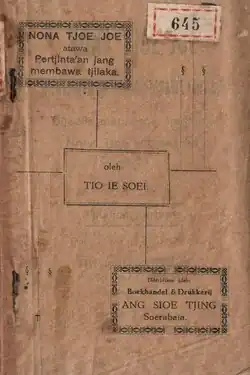 645
NONA TJOE JOE
atawa
Pertjinta'an jang
membawa tjilaka.
§ §
oleh
TIO IE SOEI.
oleh
Boekhandel & Drukkerij
ANG SIOE TJING
Soerabaia.